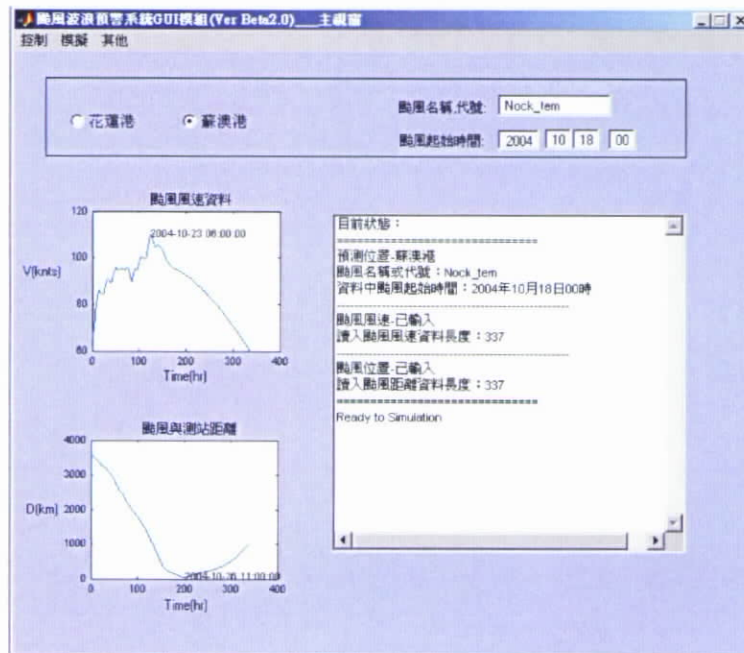 颱風波浪預警系統GUI模組(Ver Beta2.0)___主視窗
控制 模擬 其他
花蓮港
蘇澳港
颱風名稱,代號: Nock_tem
颱風起始時間: 2004 10 18 00
颱風風速資料
120
100
80
60
V(knts)
2004-10-23 06:00:00
0 100 200 300 400
Time(hr)
颱風與測站距離
4000
3000
2000
1000
0
D(km)
2004-10-26 11:00:00
0 100 200 300 400
Time(hr)
目前狀態：
==============================
預測位置-蘇澳港
颱風名稱或代號：Nock_tem
資料中颱風起始時間：2004年10月18日00時
--------------------------------------------------
颱風風速-已輸入
讀入颱風風速資料長度：337
--------------------------------------------------
颱風位置-已輸入
讀入颱風距離資料長度：337
==============================
Ready to Simulation